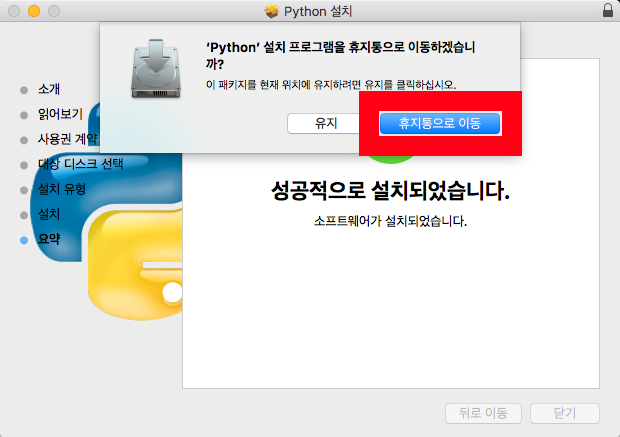 Python 설치
‘Python’ 설치 프로그램을 휴지통으로 이동하겠습니
까?
이 패키지를 현재 위치에 유지하려면 유지를 클릭하십시오.
유지
휴지통으로 이동
소개
읽어보기
사용권 계약
대상 디스크 선택
설치 유형
설치
요약
성공적으로 설치되었습니다.
소프트웨어가 설치되었습니다.
뒤로 이동
닫기